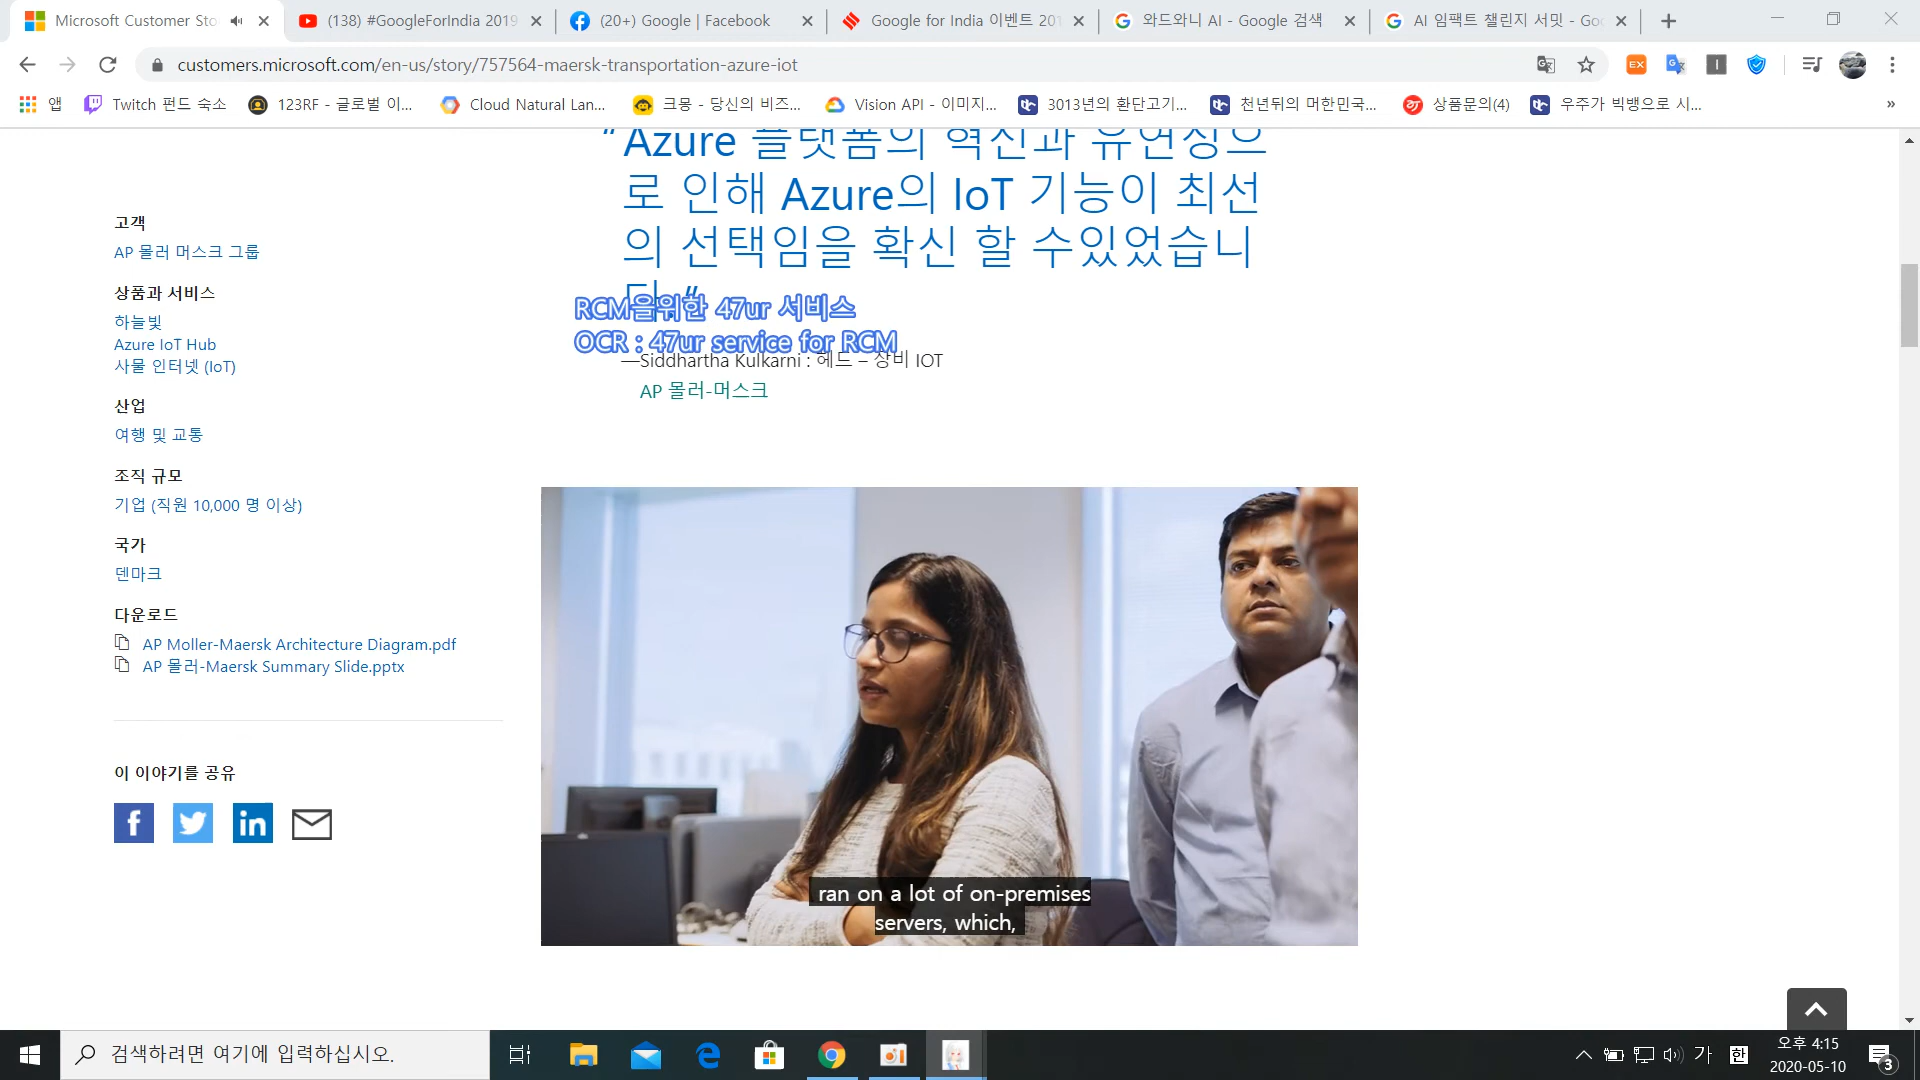 Microsoft Customer Sto
(138) #GoogleForIndia 2019
(20+) Google | Facebook
Google for India 이벤트 201
와드와니 AI - Google 검색
AI 임팩트 챌린지 서밋 - Goo
customers.microsoft.com/en-us/story/757564-maersk-transportation-azure-iot
앱
Twitch 펀드 숙소
123RF - 글로벌 이...
Cloud Natural Lan...
크몽 - 당신의 비즈...
Vision API - 이미지...
3013년의 환단고기...
천년뒤의 머한민국...
상품문의(4)
우주가 빅뱅으로 시...
»
“Azure 플랫폼의 혁신과 유연성으
로 인해 Azure의 IoT 기능이 최선
의 선택임을 확신 할 수있었습니
다.“
RCM을위한 47ur 서비스
OCR : 47ur service for RCM
—Siddhartha Kulkarni : 헤드 – 장비 IOT
AP 몰러-머스크
고객
AP 몰러 머스크 그룹
상품과 서비스
하늘빛
Azure IoT Hub
사물 인터넷 (IoT)
산업
여행 및 교통
조직 규모
기업 (직원 10,000 명 이상)
국가
덴마크
다운로드
AP Moller-Maersk Architecture Diagram.pdf
AP 몰러-Maersk Summary Slide.pptx
이 이야기를 공유
ran on a lot of on-premises
servers, which,
검색하려면 여기에 입력하십시오.
가
한
오후 4:15
2020-05-10
3